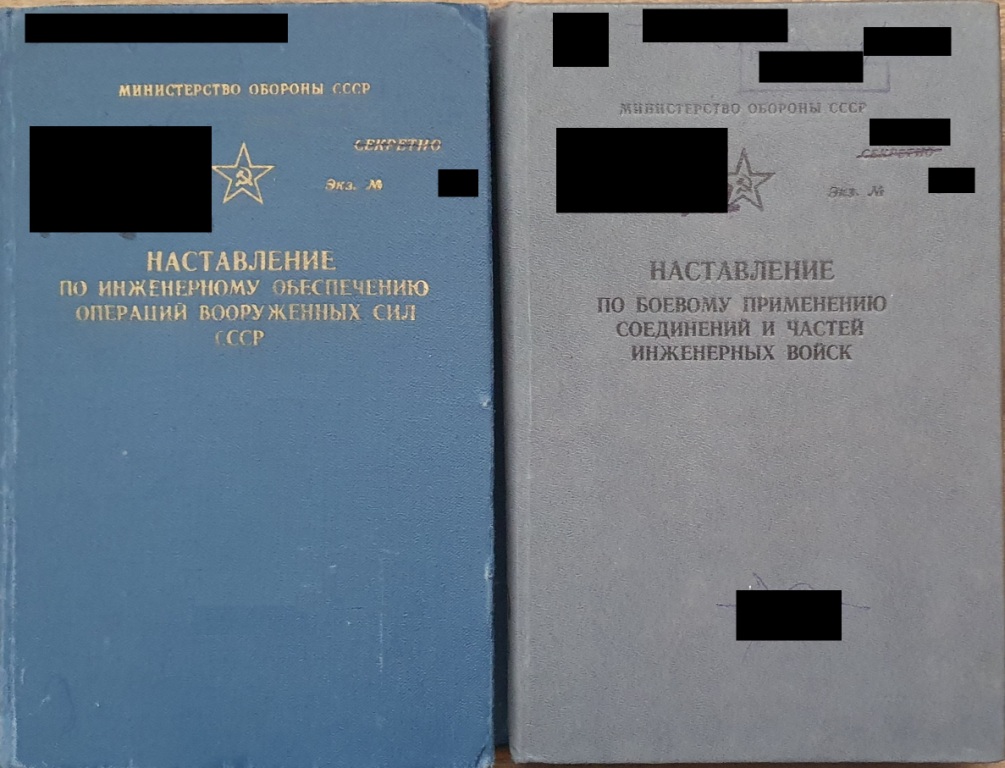 МИНИСТЕРСТВО ОБОРОНЫ СССР
СЕКРЕТНО
Экз. №
НАСТАВЛЕНИЕ
ПО ИНЖЕНЕРНОМУ ОБЕСПЕЧЕНИЮ
ОПЕРАЦИЙ ВООРУЖЕННЫХ СИЛ
СССР
МИНИСТЕРСТВО ОБОРОНЫ СССР
СЕКРЕТНО
Экз. №
НАСТАВЛЕНИЕ
ПО БОЕВОМУ ПРИМЕНЕНИЮ
СОЕДИНЕНИЙ И ЧАСТЕЙ
ИНЖЕНЕРНЫХ ВОЙСК